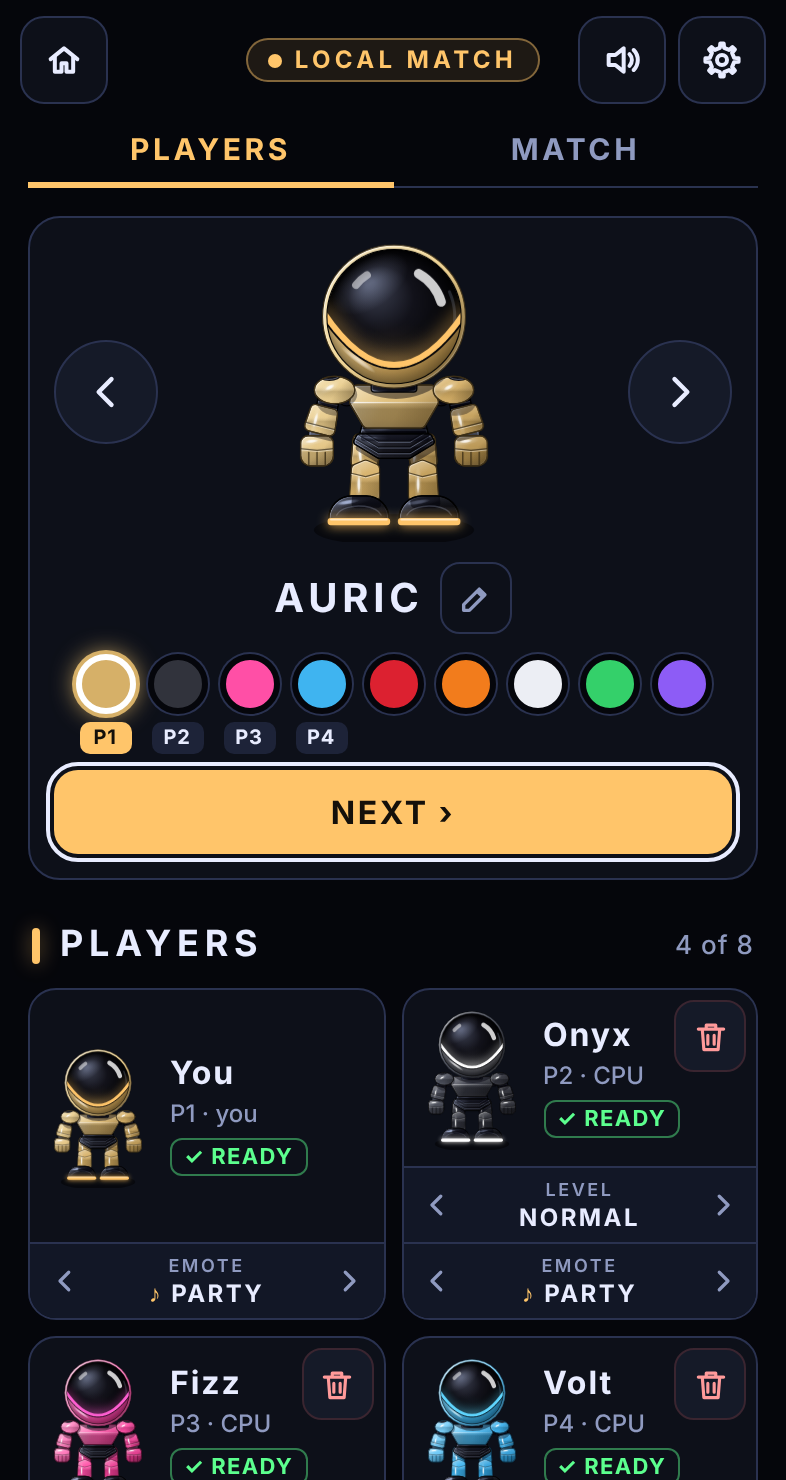 LOCAL MATCH
PLAYERS MATCH
AURIC
P1 P2 P3 P4
NEXT ›
PLAYERS 4 of 8
You
P1 · you
✓ READY
EMOTE
♪ PARTY
Onyx
P2 · CPU
✓ READY
LEVEL
NORMAL
EMOTE
♪ PARTY
Fizz
P3 · CPU
✓ READY
Volt
P4 · CPU
✓ READY